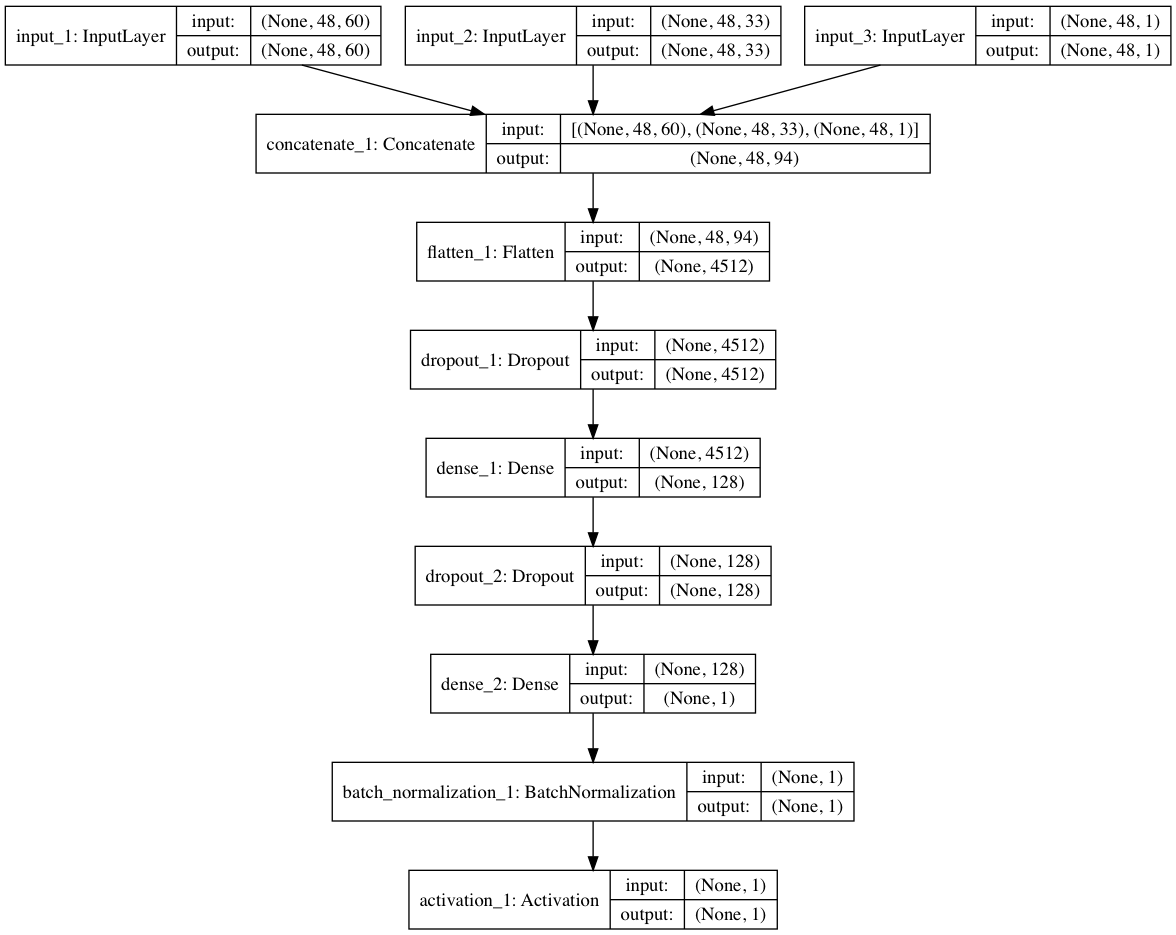 input_1: InputLayer
input: (None, 48, 60)
output: (None, 48, 60)
input_2: InputLayer
input: (None, 48, 33)
output: (None, 48, 33)
input_3: InputLayer
input: (None, 48, 1)
output: (None, 48, 1)
concatenate_1: Concatenate
input: [(None, 48, 60), (None, 48, 33), (None, 48, 1)]
output: (None, 48, 94)
flatten_1: Flatten
input: (None, 48, 94)
output: (None, 4512)
dropout_1: Dropout
input: (None, 4512)
output: (None, 4512)
dense_1: Dense
input: (None, 4512)
output: (None, 128)
dropout_2: Dropout
input: (None, 128)
output: (None, 128)
dense_2: Dense
input: (None, 128)
output: (None, 1)
batch_normalization_1: BatchNormalization
input: (None, 1)
output: (None, 1)
activation_1: Activation
input: (None, 1)
output: (None, 1)